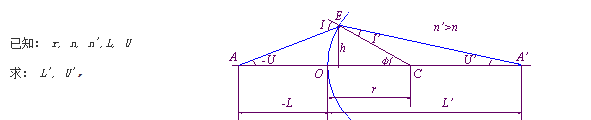 已知: r, n, n', L, U
求: L', U',
E
I
I'
n'>n
h
A
-U
ϕ
U'
A'
O
C
r
-L
L'